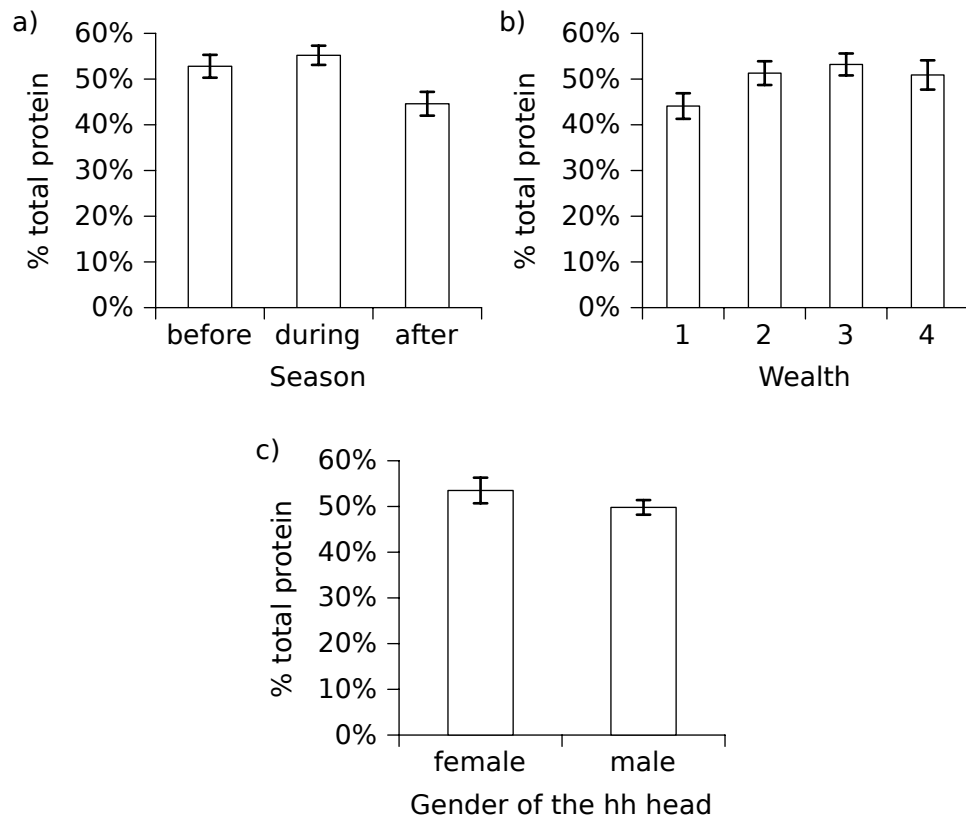 a)
% total protein
60%
50%
40%
30%
20%
10%
0%
before during after
Season
b)
% total protein
60%
50%
40%
30%
20%
10%
0%
1 2 3 4
Wealth
c)
% total protein
60%
50%
40%
30%
20%
10%
0%
female male
Gender of the hh head